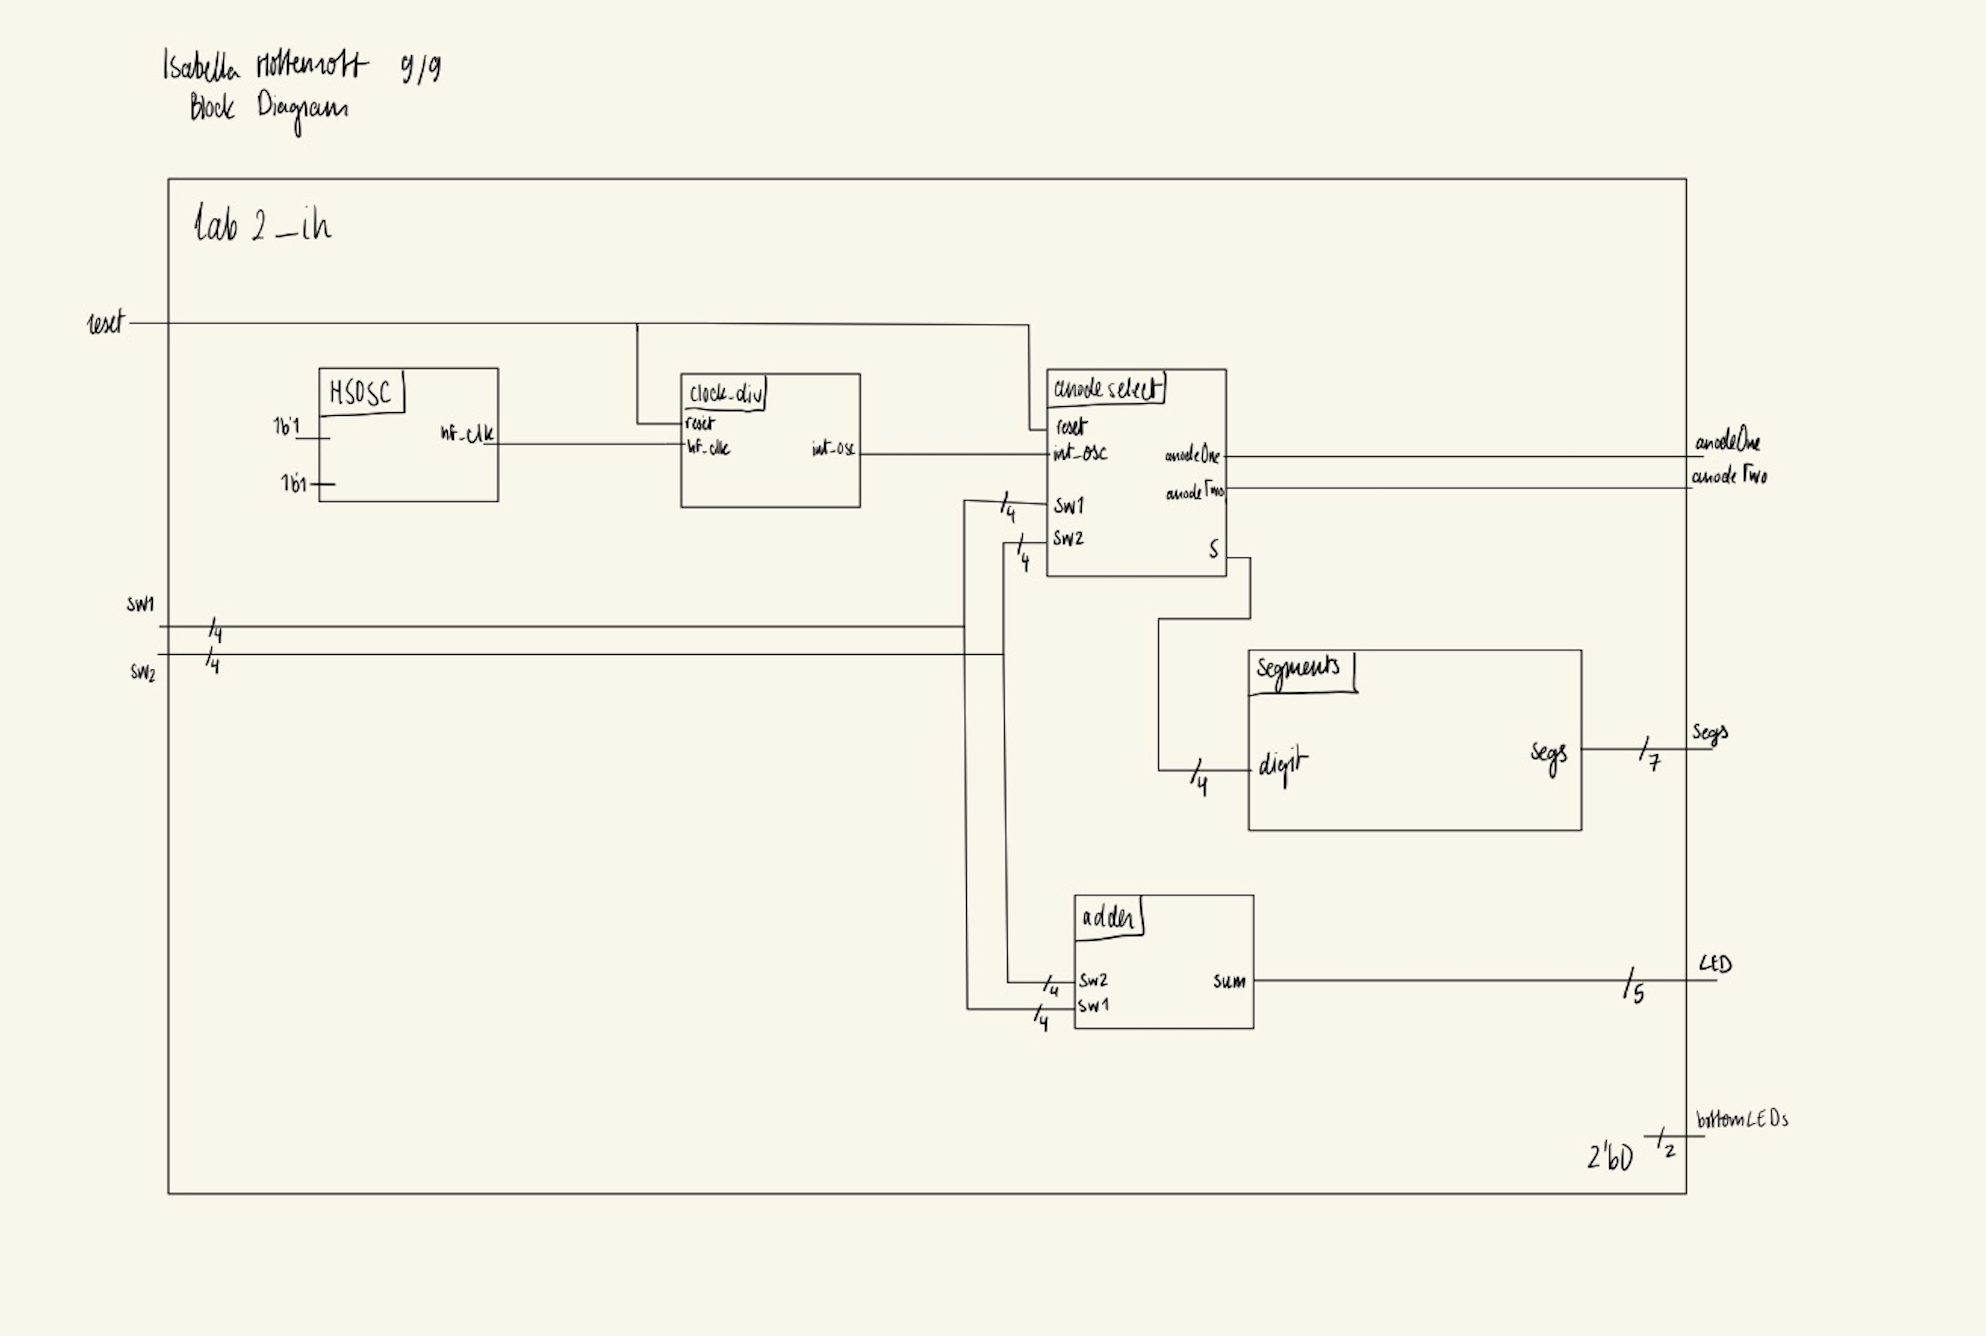 Isabella Hottenrott 9/9
Block Diagram
lab 2_ih
reset
HSOSC
1b'1
1b'1
hf_clk
clock_div
reset
hf_clk
int_osc
anode select
reset
int_osc
SW1
SW2
anodeOne
anodeTwo
S
anodeOne
anodeTwo
/4
/4
SW1
/4
/4
SW2
segments
digit
/4
segs
/7
Segs
adder
SW2
SW1
/4
/4
sum
/5
LED
2'b0
/2
bottomLEDs